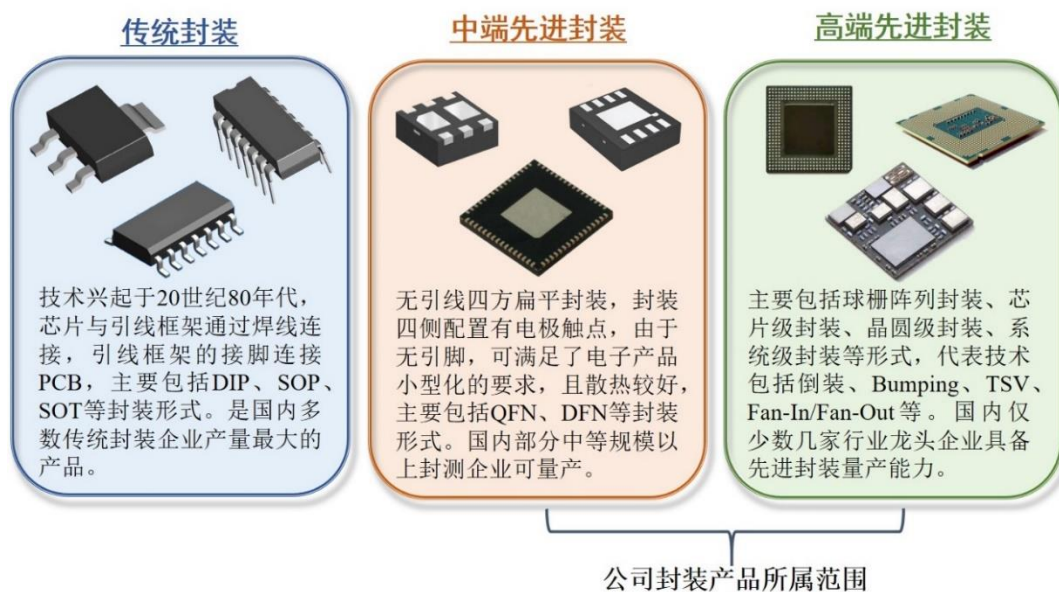 传统封装
技术兴起于20世纪80年代，
芯片与引线框架通过焊线连
接，引线框架的接脚连接
PCB，主要包括DIP、SOP、
SOT等封装形式。是国内多
数传统封装企业产量最大的
产品。
中端先进封装
无引线四方扁平封装，封装
四侧配置有电极触点，由于
无引脚，可满足了电子产品
小型化的要求，且散热较好，
主要包括QFN、DFN等封装
形式。国内部分中等规模以
上封测企业可量产。
高端先进封装
主要包括球栅阵列封装、芯
片级封装、晶圆级封装、系
统级封装等形式，代表技术
包括倒装、Bumping、TSV、
Fan-In/Fan-Out等。国内仅
少数几家行业龙头企业具备
先进封装量产能力。
公司封装产品所属范围